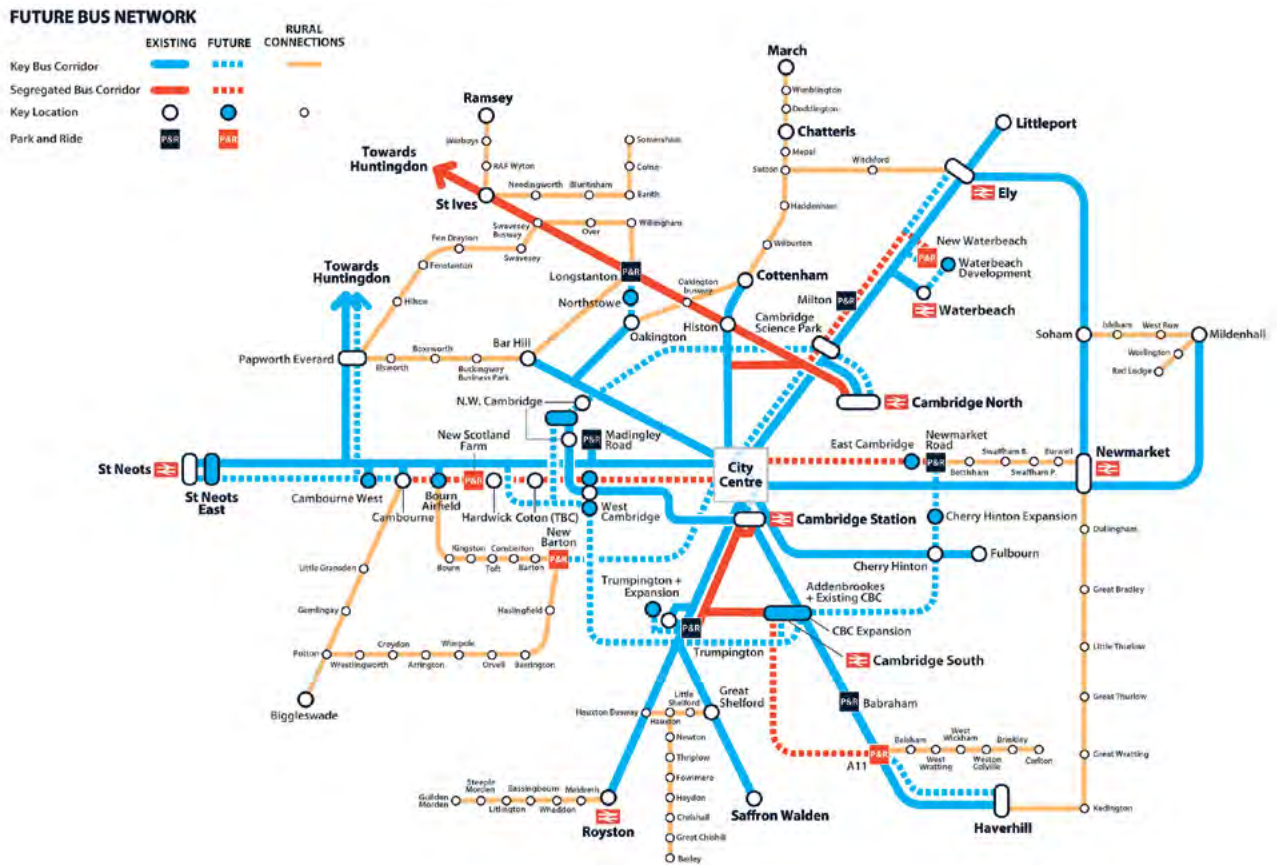 FUTURE BUS NETWORK
EXISTING
FUTURE
RURAL
CONNECTIONS
Key Bus Corridor
Segregated Bus Corridor
Key Location
Park and Ride
P&R
P&R
March
Wimblington
Doddington
Chatteris
Mepal
Sutton
Witchford
Haddenham
Wilburton
Cottenham
Littleport
Ely
Ramsey
Warboys
RAF Wyton
St Ives
Towards
Huntingdon
Needingworth
Bluntisham
Earith
Colne
Somersham
Swavesey
Busway
Over
Willingham
Fen Drayton
Swavesey
Fenstanton
Hilton
Longstanton
P&R
Northstowe
Oakington
Oakington
busway
Histon
Towards
Huntingdon
Papworth Everard
Elsworth
Boxworth
Buckingway
Business Park
Bar Hill
Milton
P&R
Cambridge
Science Park
P&R
New Waterbeach
Waterbeach
Development
Waterbeach
Soham
Isleham
West Row
Mildenhall
Worlington
Red Lodge
Cambridge North
N.W. Cambridge
P&R
Madingley
Road
New Scotland
Farm
P&R
City
Centre
East Cambridge
Newmarket
Road
P&R
Bottisham
Swaffham B.
Swaffham P.
Burwell
Newmarket
St Neots
St Neots
East
Cambourne West
Cambourne
Bourn
Airfield
Hardwick
Coton (TBC)
West
Cambridge
Cambridge Station
Cherry Hinton Expansion
Cherry Hinton
Fulbourn
Dullingham
Great Bradley
Little Thurlow
Great Thurlow
Great Wratting
Kedington
New
Barton
P&R
Bourn
Kingston
Toft
Comberton
Barton
Haslingfield
Little Gransden
Gamlingay
Potton
Wrestlingworth
Croydon
Arrington
Wimpole
Orwell
Barrington
Biggleswade
Trumpington +
Expansion
P&R
Trumpington
Addenbrookes
+ Existing CBC
CBC Expansion
Cambridge South
P&R
Babraham
P&R
A11
Balsham
West
Wratting
West
Wickham
Weston
Colville
Brinkley
Carlton
Haverhill
Hauxton Busway
Hauxton
Little
Shelford
Great
Shelford
Newton
Thriplow
Fowlmere
Heydon
Chrishall
Great Chishill
Barley
Saffron Walden
Guilden
Morden
Steeple
Morden
Litlington
Bassingbourn
Whaddon
Meldreth
Royston